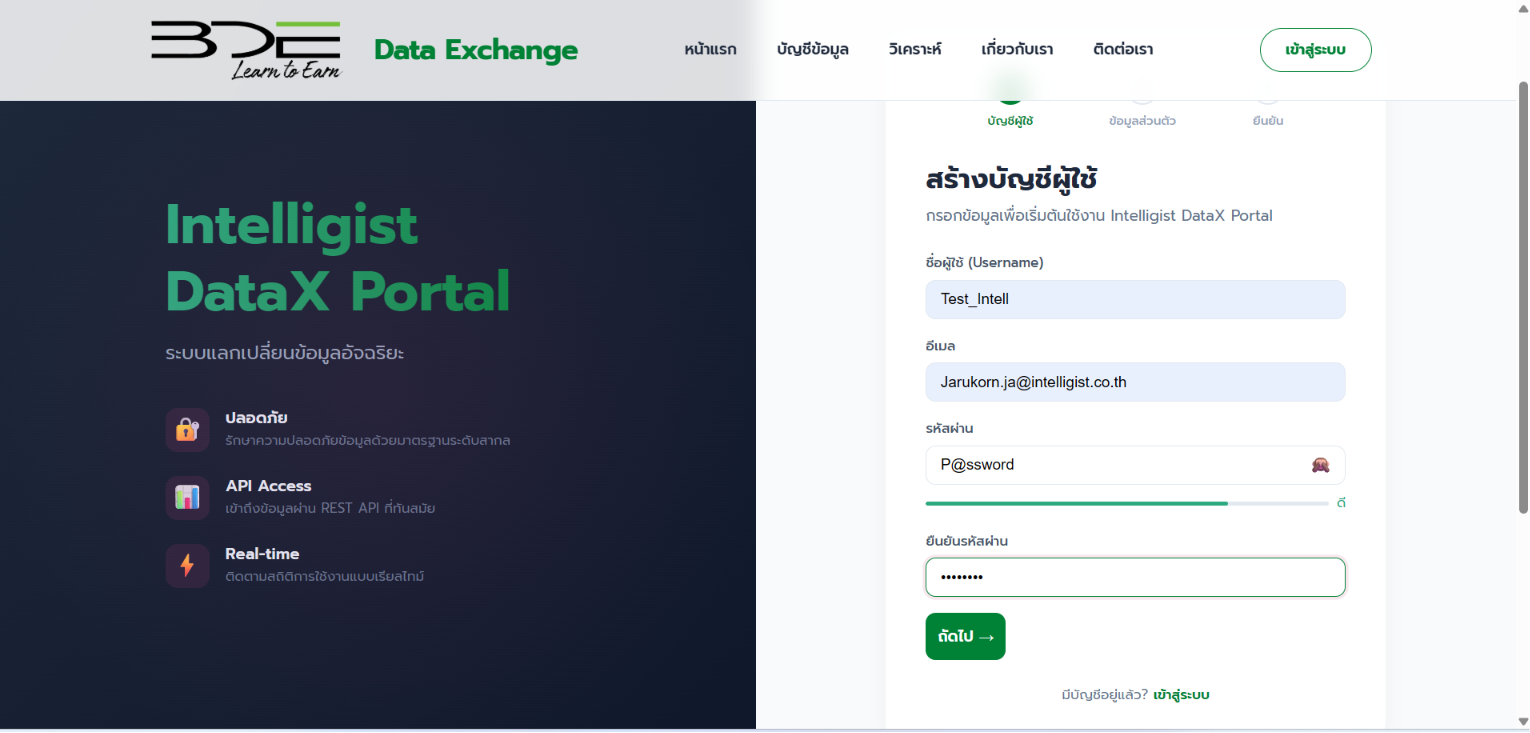 BDE
Learn to Earn
Data Exchange
หน้าแรก
บัญชีข้อมูล
วิเคราะห์
เกี่ยวกับเรา
ติดต่อเรา
เข้าสู่ระบบ
Intelligist
DataX Portal
ระบบแลกเปลี่ยนข้อมูลอัจฉริยะ
ปลอดภัย
รักษาความปลอดภัยข้อมูลด้วยมาตรฐานระดับสากล
API Access
เข้าถึงข้อมูลผ่าน REST API ที่ทันสมัย
Real-time
ติดตามสถิติการใช้งานแบบเรียลไทม์
บัญชีผู้ใช้
ข้อมูลส่วนตัว
ยืนยัน
สร้างบัญชีผู้ใช้
กรอกข้อมูลเพื่อเริ่มต้นใช้งาน Intelligist DataX Portal
ชื่อผู้ใช้ (Username)
Test_Intell
อีเมล
Jarukorn.ja@intelligist.co.th
รหัสผ่าน
P@ssword
ดี
ยืนยันรหัสผ่าน
••••••••
ถัดไป →
มีบัญชีอยู่แล้ว? เข้าสู่ระบบ